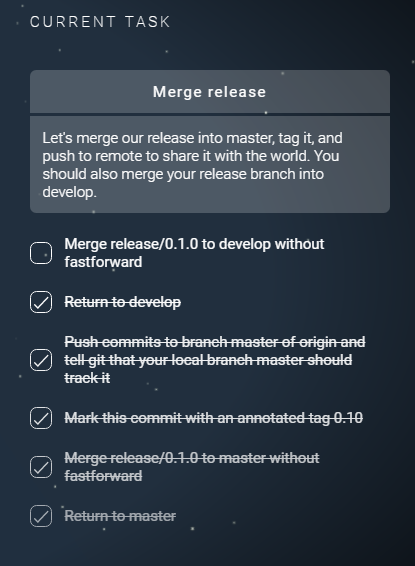 CURRENT TASK
Merge release
Let's merge our release into master, tag it, and
push to remote to share it with the world. You
should also merge your release branch into
develop.
Merge release/0.1.0 to develop without
fastforward
Return to develop
Push commits to branch master of origin and
tell git that your local branch master should
track it
Mark this commit with an annotated tag 0.10
Merge release/0.1.0 to master without
fastforward
Return to master